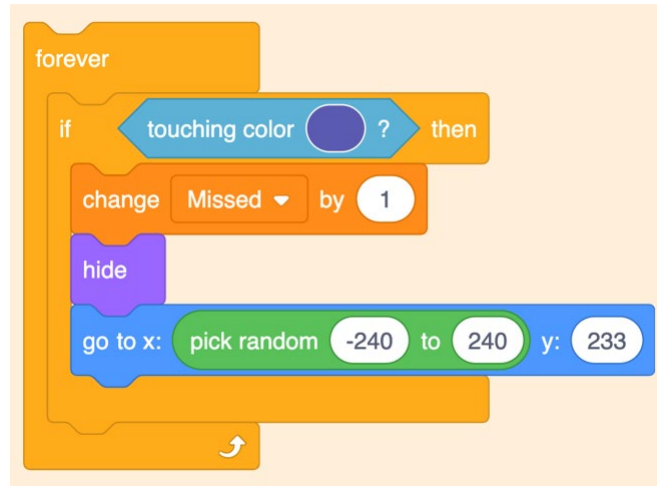 forever
if touching color ? then
change Missed by 1
hide
go to x: pick random -240 to 240 y: 233